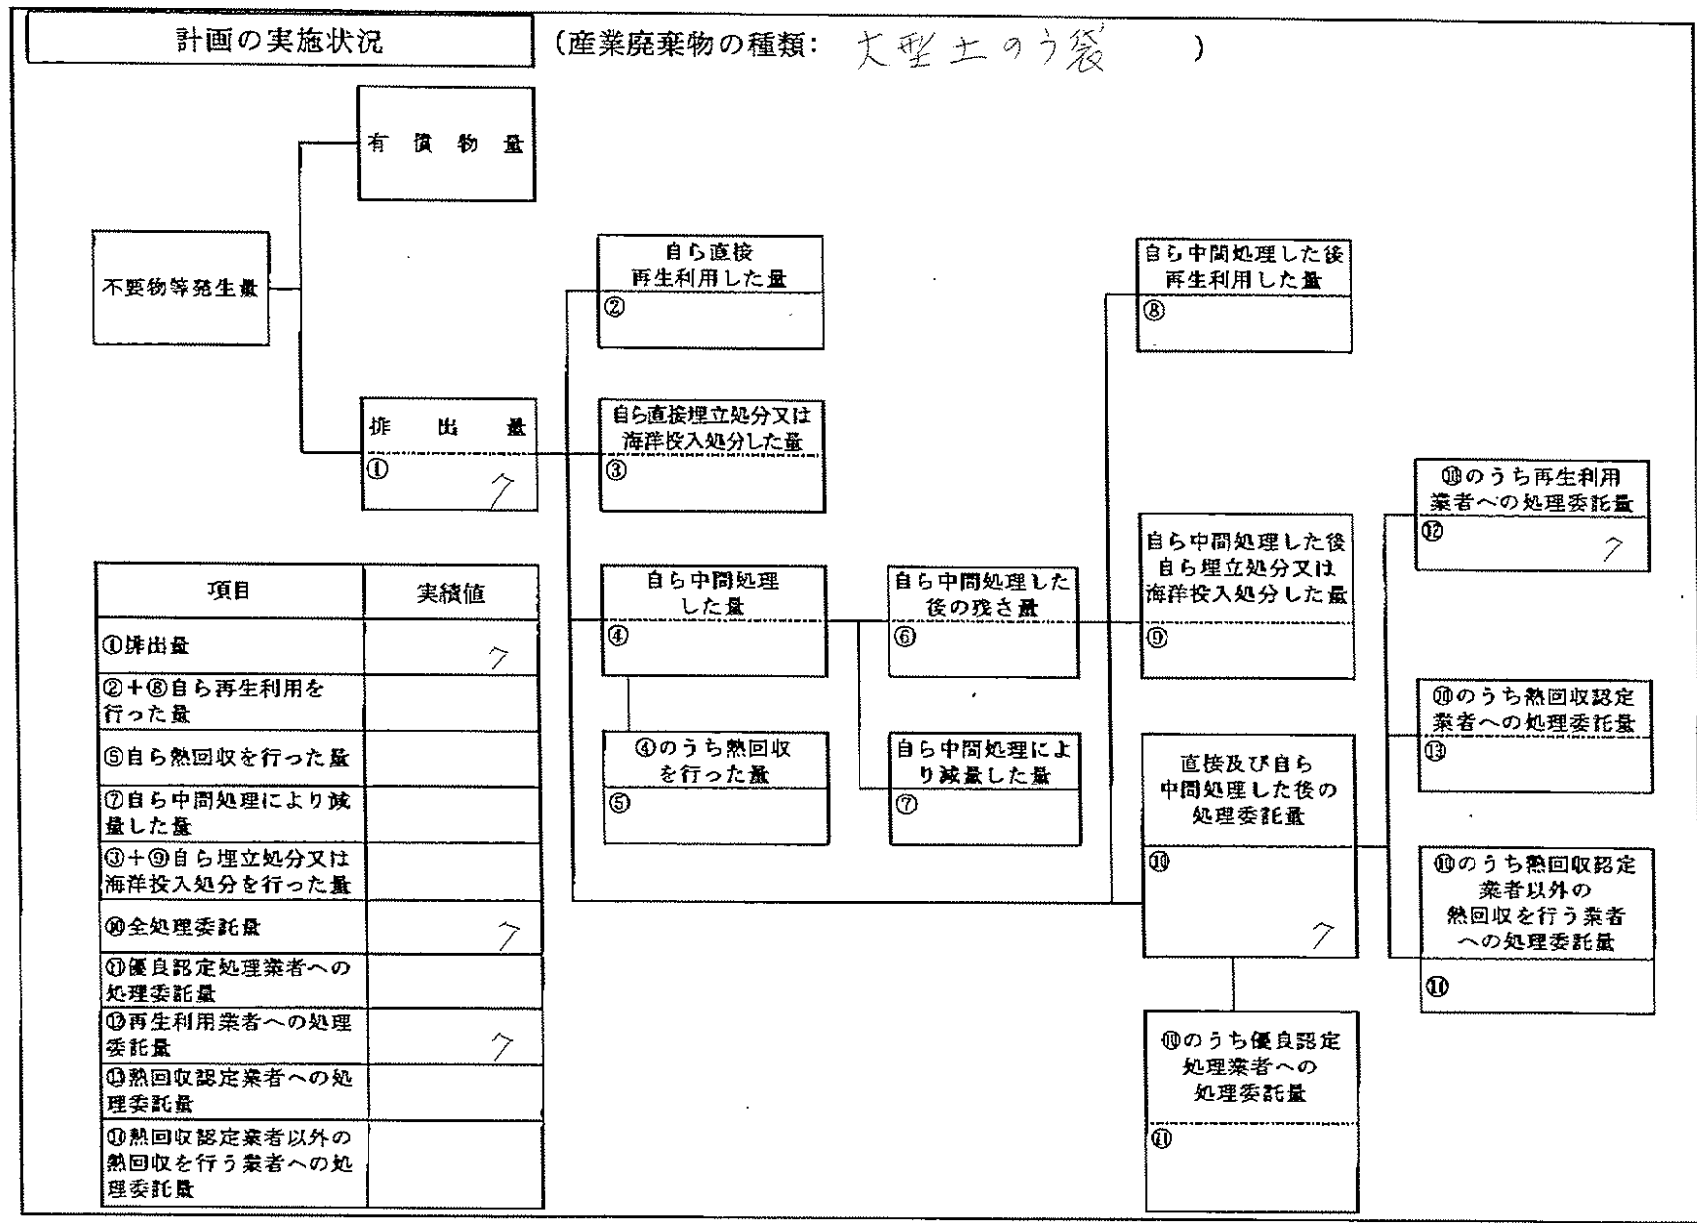 計画の実施状況
(産業廃棄物の種類: 大型土のう袋 )
有償物量
不要物等発生量
排出量
① 7
自ら直接
再生利用した量
②
自ら直接埋立処分又は
海洋投入処分した量
③
自ら中間処理
した量
④
④のうち熱回収
を行った量
⑤
自ら中間処理した
後の残さ量
⑥
自ら中間処理によ
り減量した量
⑦
自ら中間処理した後
再生利用した量
⑧
自ら中間処理した後
自ら埋立処分又は
海洋投入処分した量
⑨
直接及び自ら
中間処理した後の
処理委託量
⑩
7
⑩のうち優良認定
処理業者への
処理委託量
⑪
⑩のうち再生利用
業者への処理委託量
⑫ 7
⑩のうち熱回収認定
業者への処理委託量
⑬
⑩のうち熱回収認定
業者以外の
熱回収を行う業者
への処理委託量
⑭
項目 実績値
①排出量 7
②+⑧自ら再生利用を
行った量
⑤自ら熱回収を行った量
⑦自ら中間処理により減
量した量
③+⑨自ら埋立処分又は
海洋投入処分を行った量
⑩全処理委託量 7
⑪優良認定処理業者への
処理委託量
⑫再生利用業者への処理
委託量 7
⑬熱回収認定業者への処
理委託量
⑭熱回収認定業者以外の
熱回収を行う業者への処
理委託量